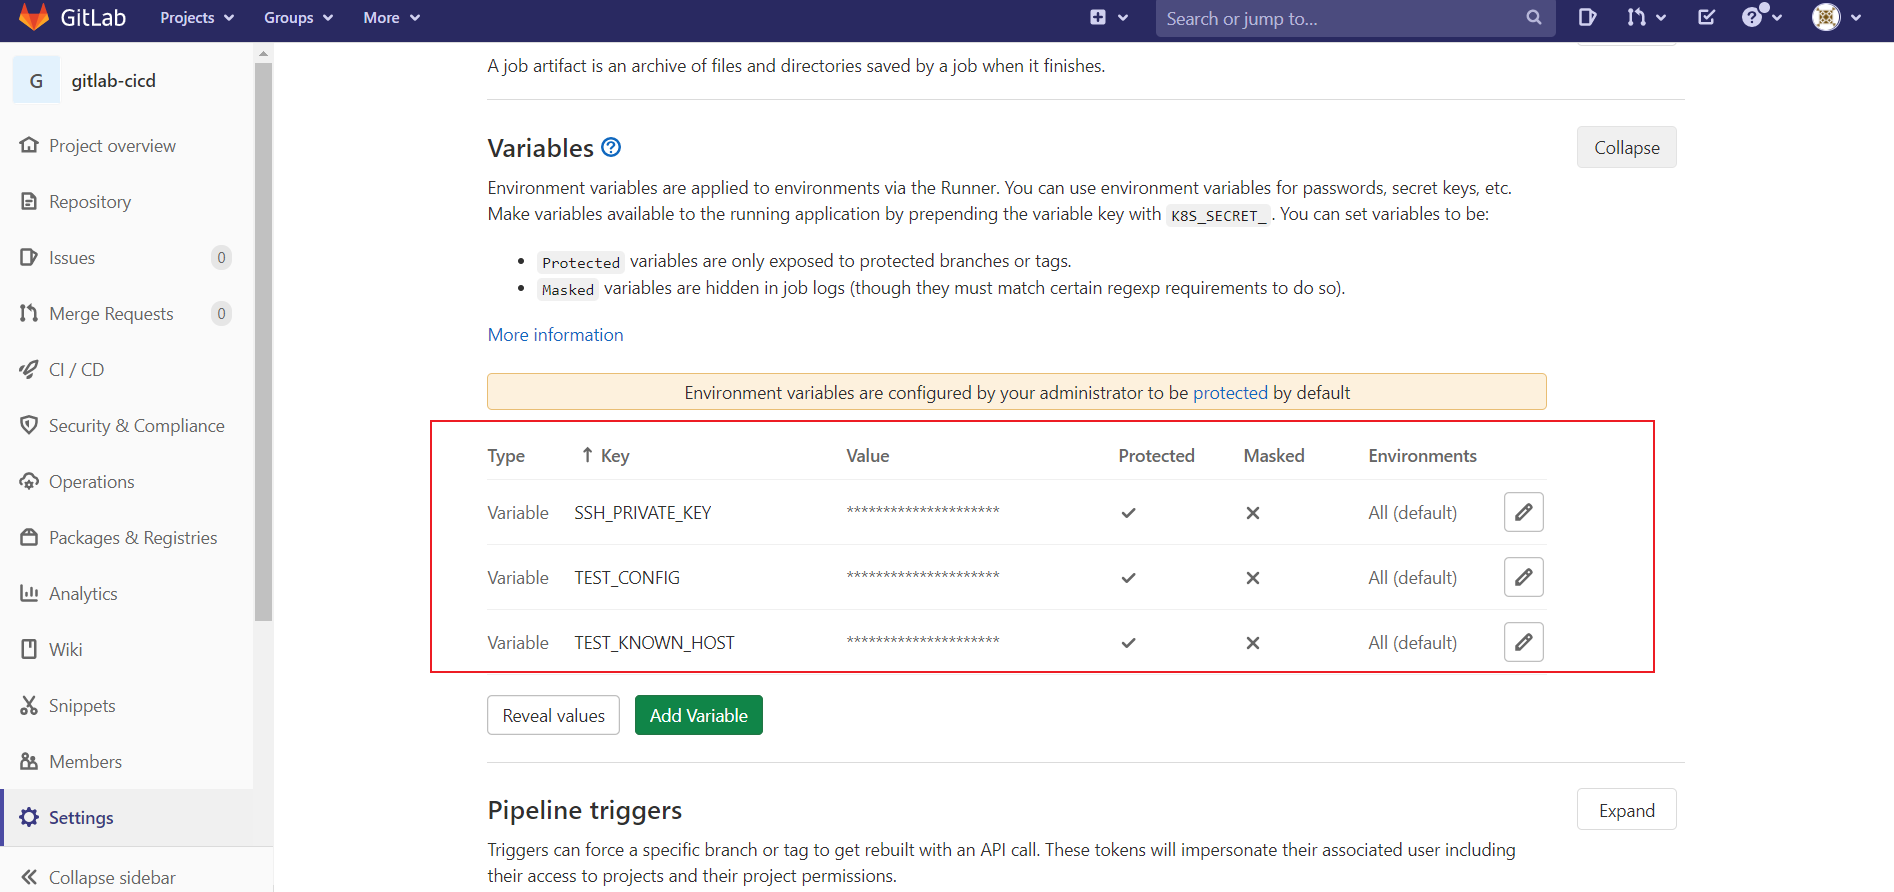 GitLab Projects Groups More Search or jump to...
G gitlab-cicd
Project overview
Repository
Issues 0
Merge Requests 0
CI / CD
Security & Compliance
Operations
Packages & Registries
Analytics
Wiki
Snippets
Members
Settings
Collapse sidebar
A job artifact is an archive of files and directories saved by a job when it finishes.
Variables ? Collapse
Environment variables are applied to environments via the Runner. You can use environment variables for passwords, secret keys, etc.
Make variables available to the running application by prepending the variable key with K8S_SECRET_. You can set variables to be:
• Protected variables are only exposed to protected branches or tags.
• Masked variables are hidden in job logs (though they must match certain regexp requirements to do so).
More information
Environment variables are configured by your administrator to be protected by default
Type ↑ Key Value Protected Masked Environments
Variable SSH_PRIVATE_KEY ********************* ✓ ✕ All (default)
Variable TEST_CONFIG ********************* ✓ ✕ All (default)
Variable TEST_KNOWN_HOST ********************* ✓ ✕ All (default)
Reveal values Add Variable
Pipeline triggers Expand
Triggers can force a specific branch or tag to get rebuilt with an API call. These tokens will impersonate their associated user including
their access to projects and their project permissions.